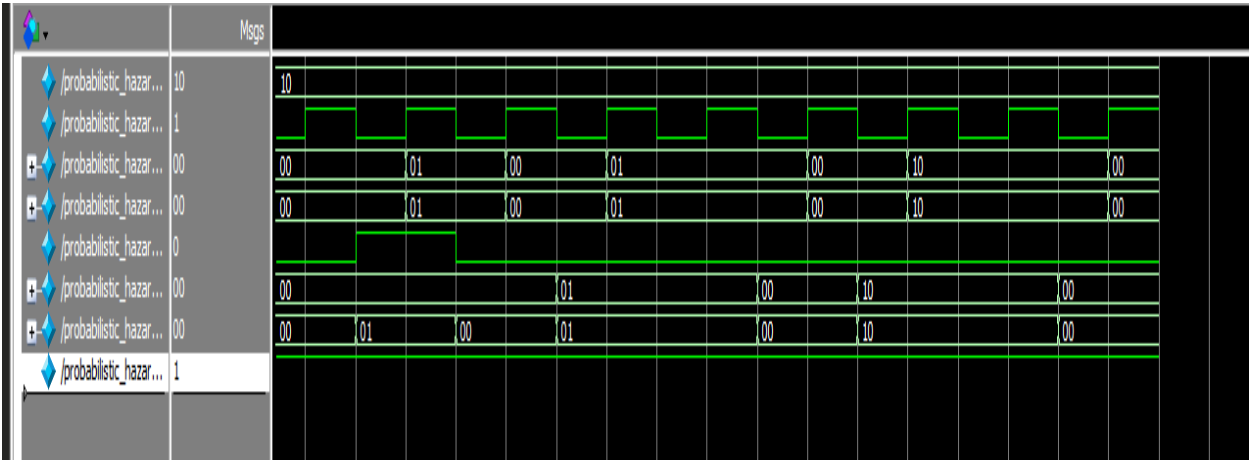 Msgs
/probabilistic_hazar... 10 10
/probabilistic_hazar... 1
/probabilistic_hazar... 00 00 01 00 01 00 10 00
/probabilistic_hazar... 00 00 01 00 01 00 10 00
/probabilistic_hazar... 0
/probabilistic_hazar... 00 00 01 00 10 00
/probabilistic_hazar... 00 00 01 00 01 00 10 00
/probabilistic_hazar... 1